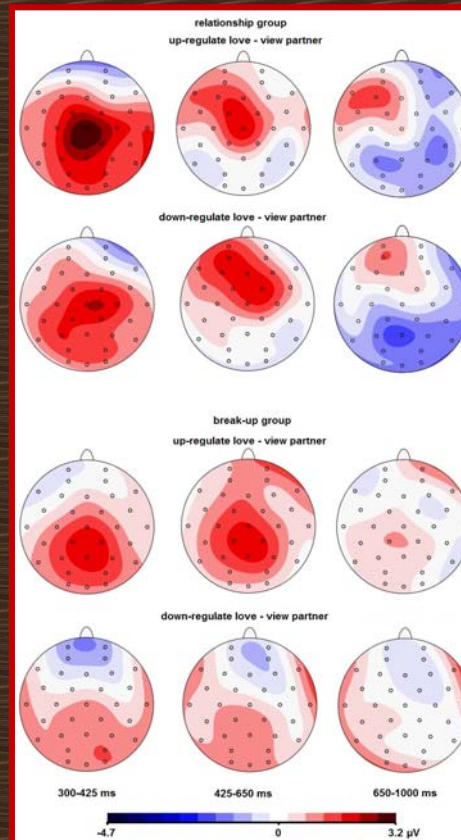 relationship group
up-regulate love - view partner
down-regulate love - view partner
break-up group
up-regulate love - view partner
down-regulate love - view partner
300-425 ms
425-650 ms
650-1000 ms
-4.7
0
3.2 µV